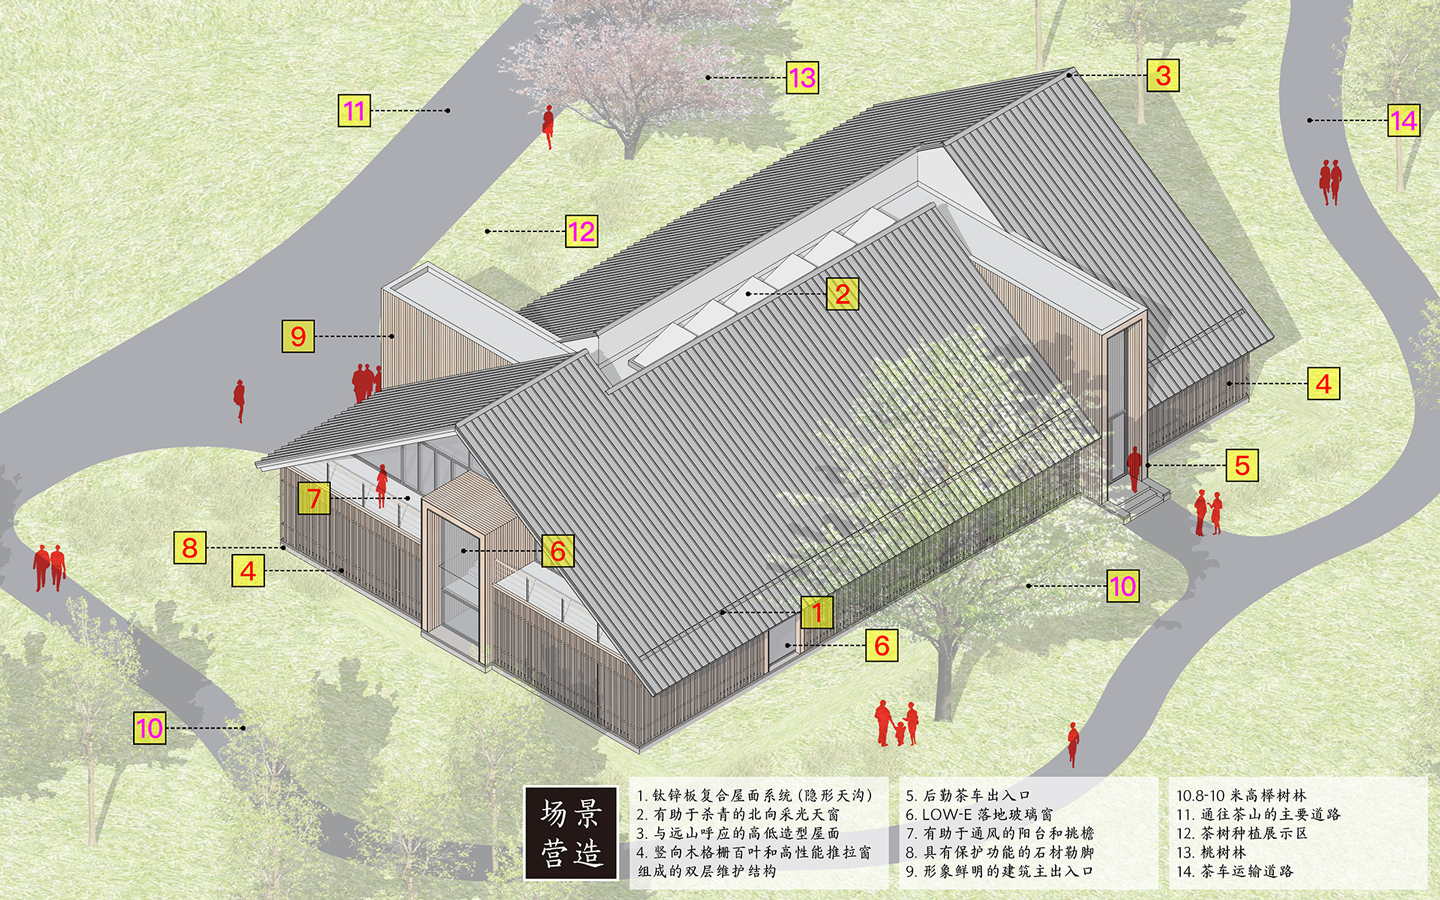 13
3
11
14
12
2
9
4
5
7
8
6
4
10
1
6
10
场景
营造
1. 钛锌板复合屋面系统（隐形天沟）
2. 有助于杀青的北向采光天窗
3. 与远山呼应的高低造型屋面
4. 竖向木格栅百叶和高性能推拉窗
组成的双层维护结构
5. 后勤茶车出入口
6. LOW-E 落地玻璃窗
7. 有助于通风的阳台和挑檐
8. 具有保护功能的石材勒脚
9. 形象鲜明的建筑主出入口
10.8-10 米高榉树林
11. 通往茶山的主要道路
12. 茶树种植展示区
13. 桃树林
14. 茶车运输道路